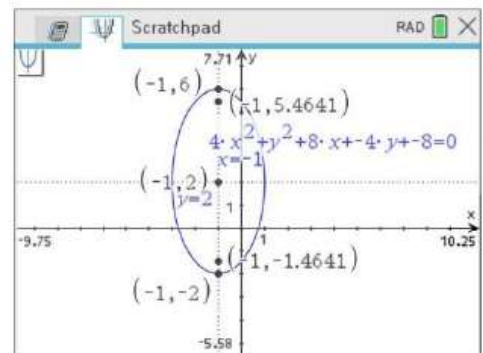 Scratchpad RAD
7.71 y
(-1,6)
(-1,5.4641)
4·x²+y²+8·x+-4·y+-8=0
x=-1
(-1,2)
y=2
1
x
-9.75 1 10.25
(-1,-1.4641)
(-1,-2)
-5.58